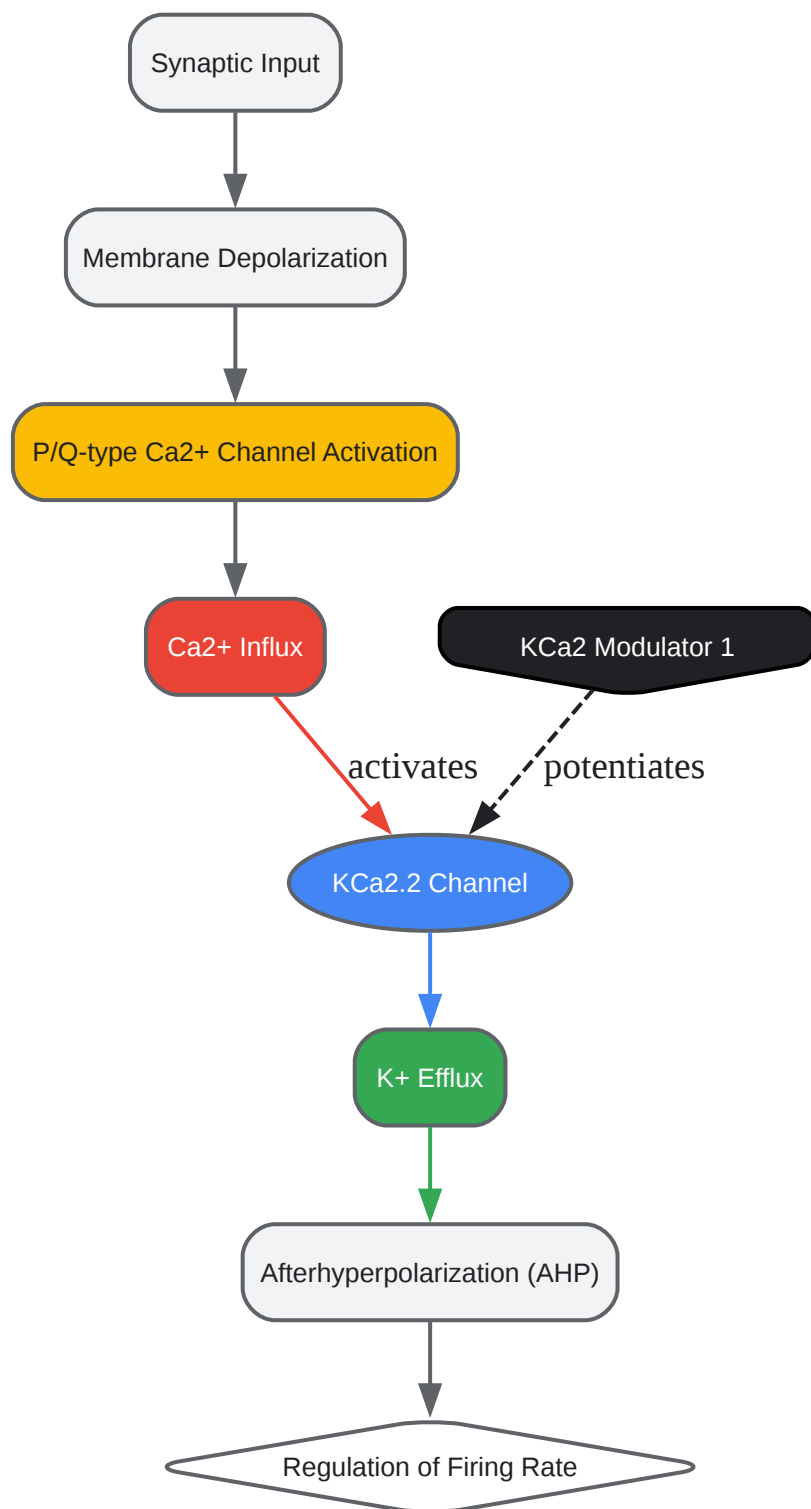 Synaptic Input
Membrane Depolarization
P/Q-type Ca2+ Channel Activation
Ca2+ Influx
KCa2 Modulator 1
activates
potentiates
KCa2.2 Channel
K+ Efflux
Afterhyperpolarization (AHP)
Regulation of Firing Rate